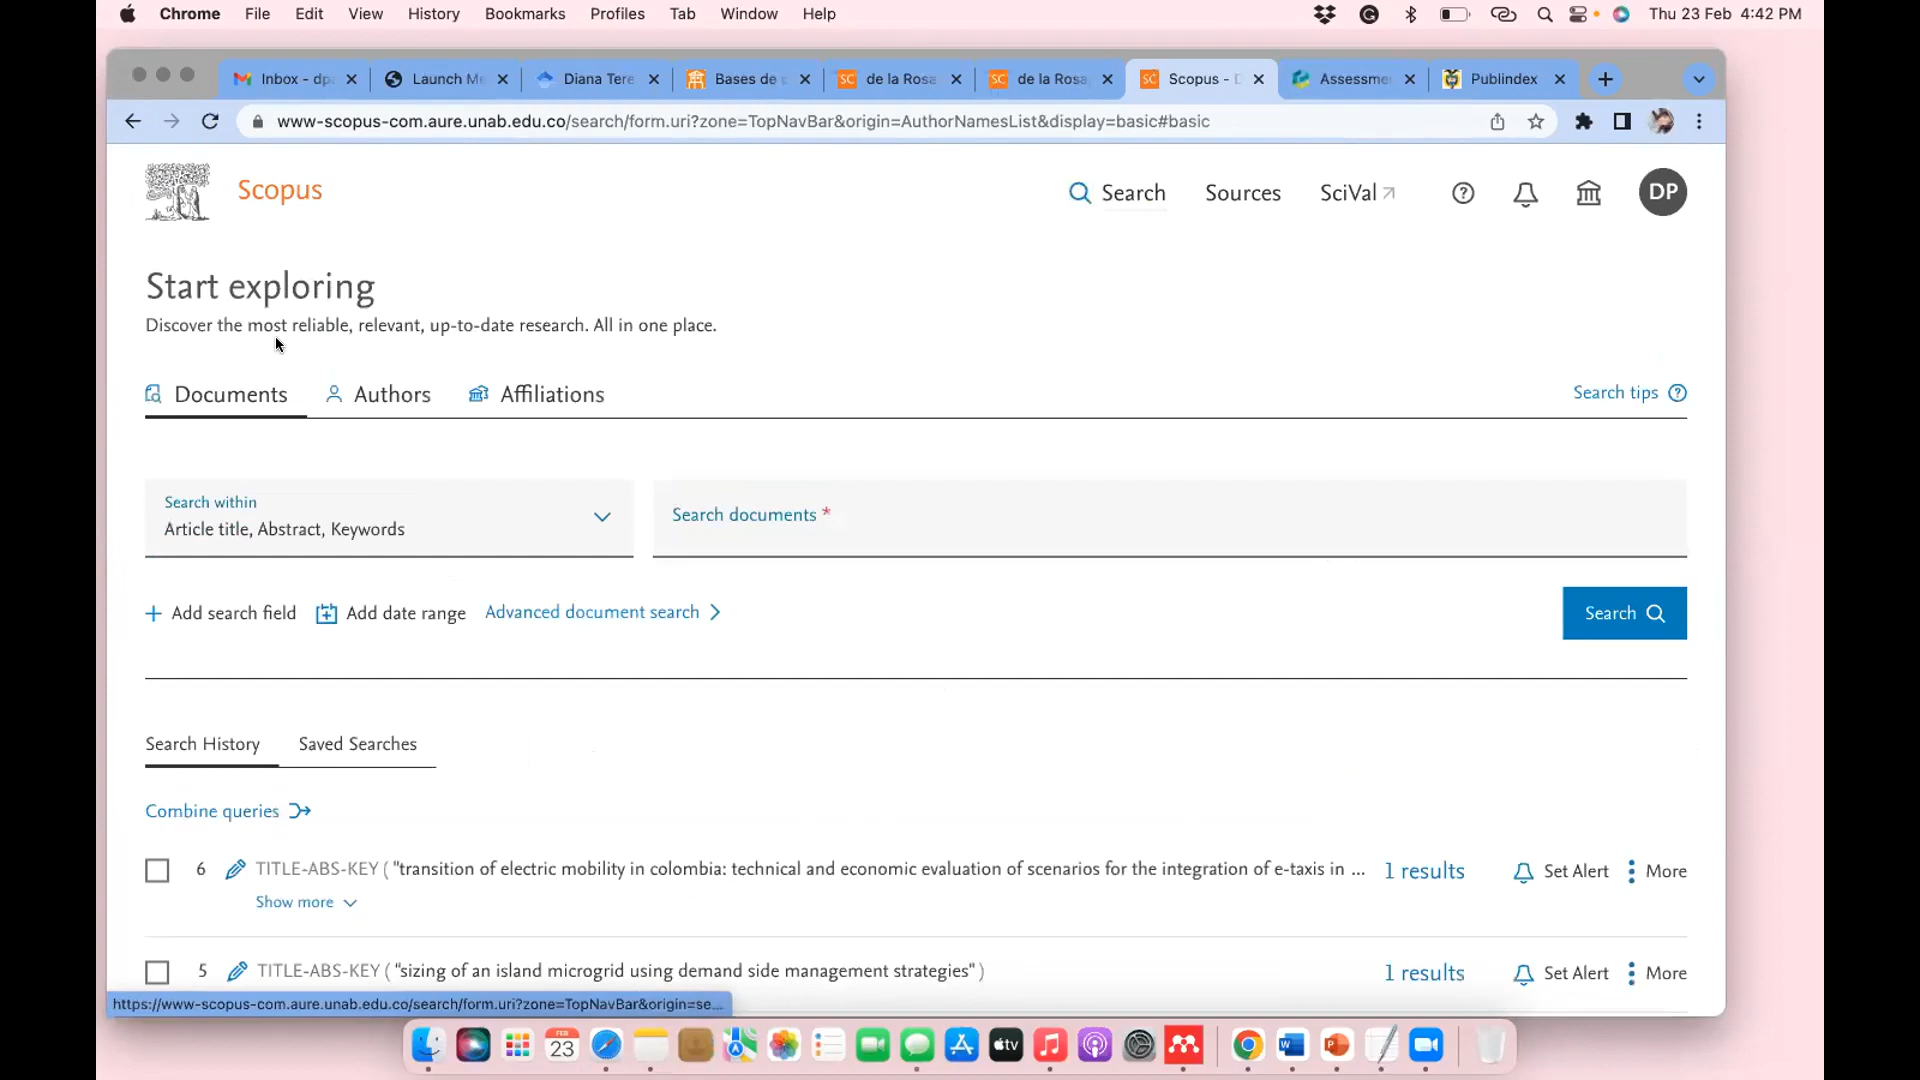 Chrome File Edit View History Bookmarks Profiles Tab Window Help Thu 23 Feb 4:42 PM
Inbox - dp Launch M Diana Tere Bases de de la Rosa de la Rosa Scopus - Assessme Publindex
www-scopus-com.aure.unab.edu.co/search/form.uri?zone=TopNavBar&origin=AuthorNamesList&display=basic#basic
Scopus Search Sources SciVal DP
Start exploring
Discover the most reliable, relevant, up-to-date research. All in one place.
Documents Authors Affiliations Search tips
Search within
Article title, Abstract, Keywords
Search documents *
Add search field Add date range Advanced document search Search
Search History Saved Searches
Combine queries
6 TITLE-ABS-KEY ( "transition of electric mobility in colombia: technical and economic evaluation of scenarios for the integration of e-taxis in ... 1 results Set Alert More
Show more
5 TITLE-ABS-KEY ( "sizing of an island microgrid using demand side management strategies" ) 1 results Set Alert More
https://www-scopus-com.aure.unab.edu.co/search/form.uri?zone=TopNavBar&origin=se...
FEB
23
tv